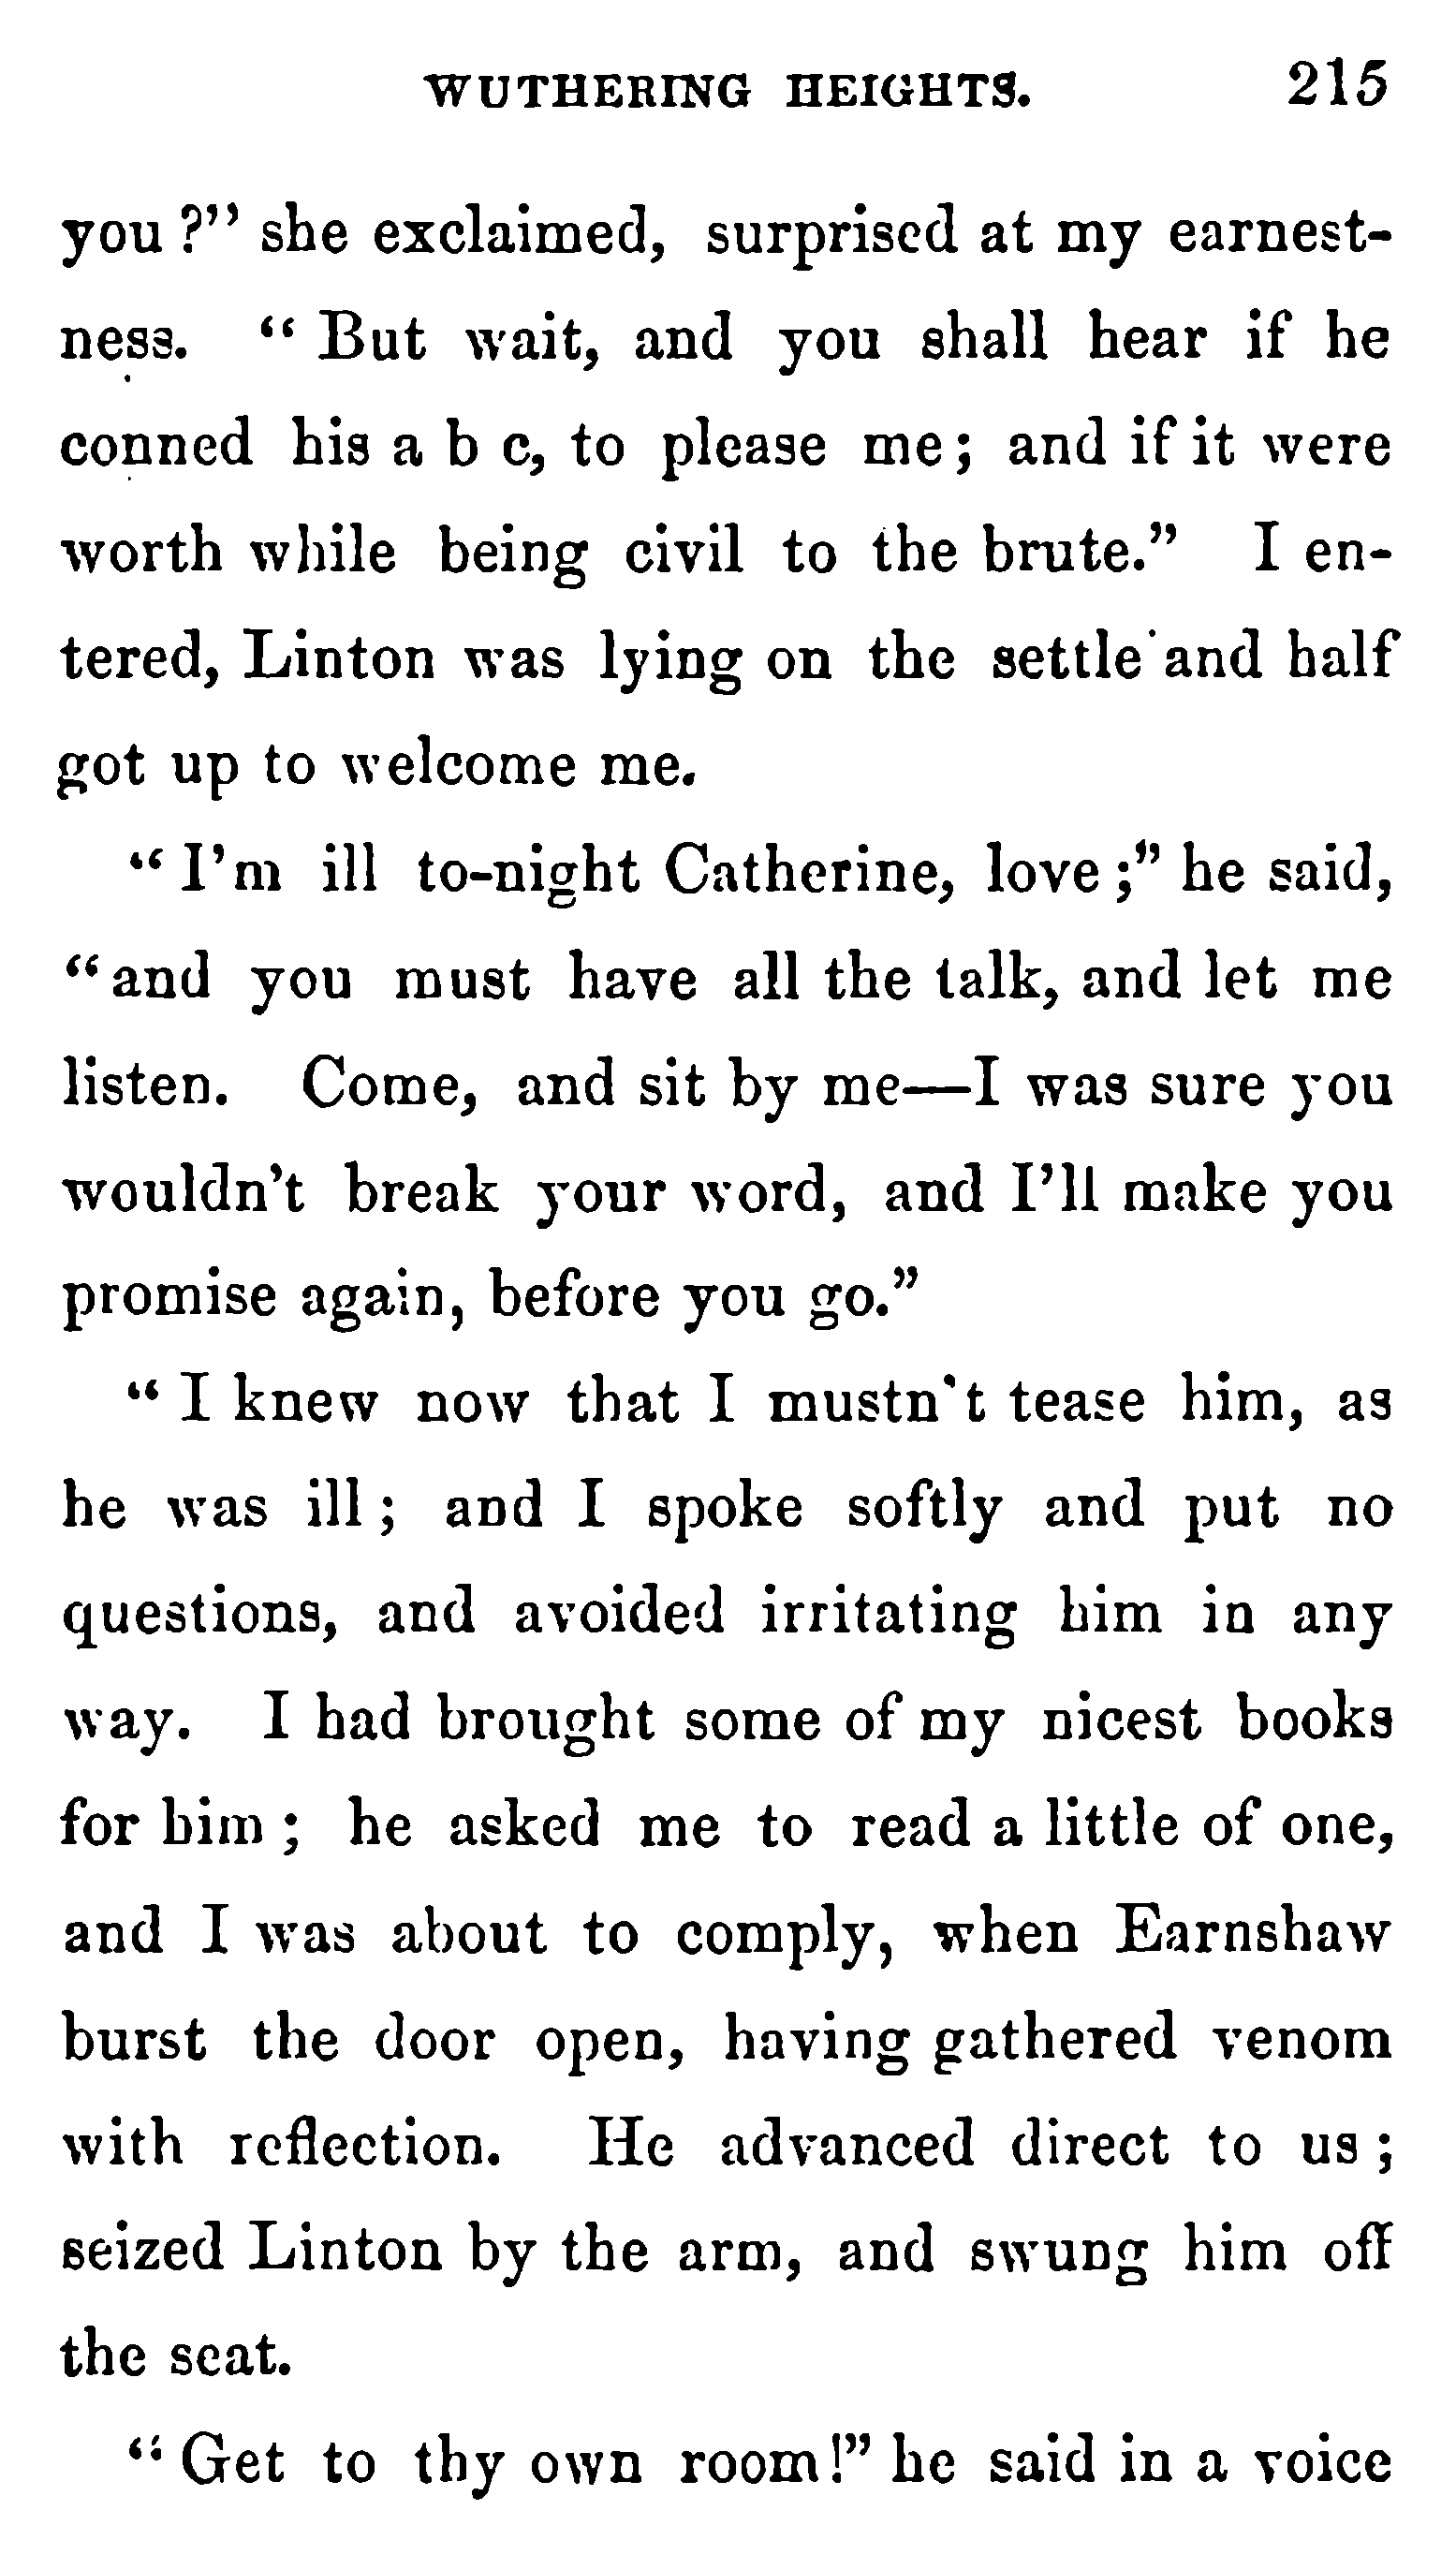 WUTHERING HEIGHTS. 215
you?" she exclaimed, surprised at my earnest-
ness. "But wait, and you shall hear if he
conned his a b c, to please me; and if it were
worth while being civil to the brute." I en-
tered, Linton was lying on the settle and half
got up to welcome me.
"I'm ill to-night Catherine, love;" he said,
"and you must have all the talk, and let me
listen. Come, and sit by me—I was sure you
wouldn't break your word, and I'll make you
promise again, before you go."
"I knew now that I mustn't tease him, as
he was ill; and I spoke softly and put no
questions, and avoided irritating him in any
way. I had brought some of my nicest books
for him; he asked me to read a little of one,
and I was about to comply, when Earnshaw
burst the door open, having gathered venom
with reflection. He advanced direct to us;
seized Linton by the arm, and swung him off
the seat.
"Get to thy own room!" he said in a voice